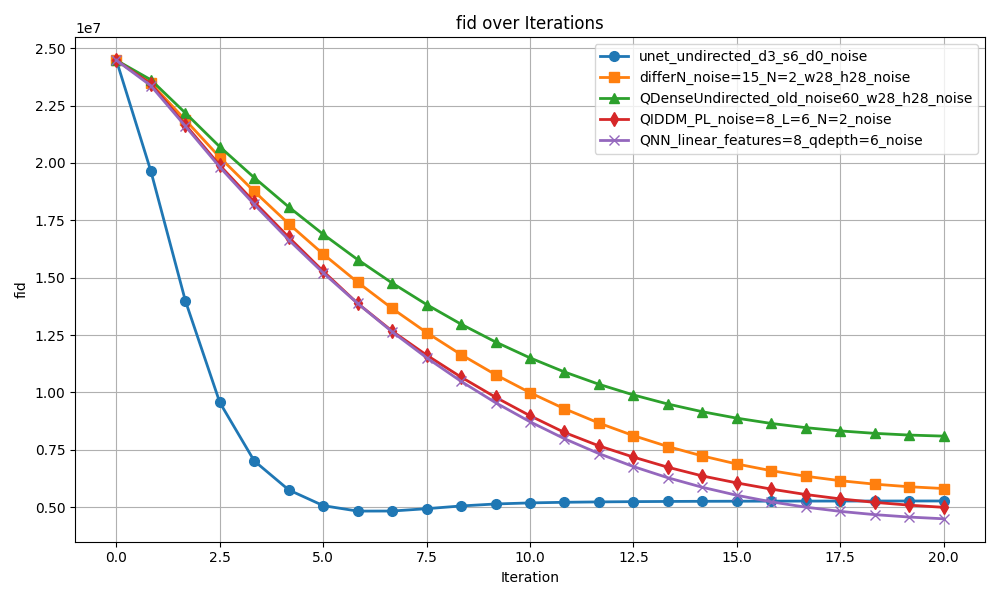 fid over Iterations
1e7
unet_undirected_d3_s6_d0_noise
differN_noise=15_N=2_w28_h28_noise
QDenseUndirected_old_noise60_w28_h28_noise
QIDDM_PL_noise=8_L=6_N=2_noise
QNN_linear_features=8_qdepth=6_noise
fid
2.50
2.25
2.00
1.75
1.50
1.25
1.00
0.75
0.50
0.0 2.5 5.0 7.5 10.0 12.5 15.0 17.5 20.0
Iteration